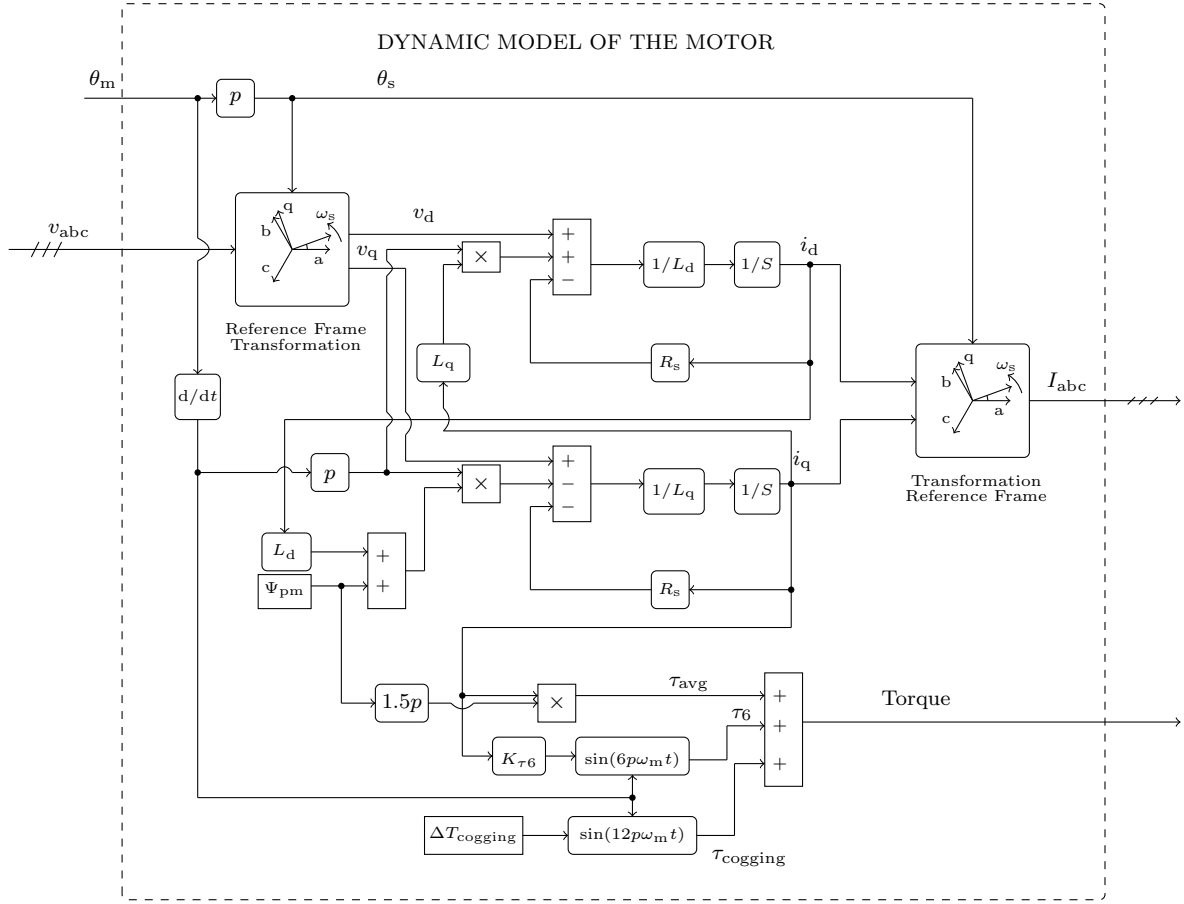 DYNAMIC MODEL OF THE MOTOR
θm
θs
p
vabc
q
b
ωs
a
c
vd
vq
Reference Frame
Transformation
×
+
+
−
1/Ld
1/S
id
Lq
Rs
q
b
ωs
a
c
Iabc
Transformation
Reference Frame
d/dt
p
×
+
−
−
1/Lq
1/S
iq
Ld
Ψpm
+
+
Rs
1.5p
×
τavg
τ6
+
+
+
Torque
Kτ6
sin(6pωmt)
ΔTcogging
sin(12pωmt)
τcogging